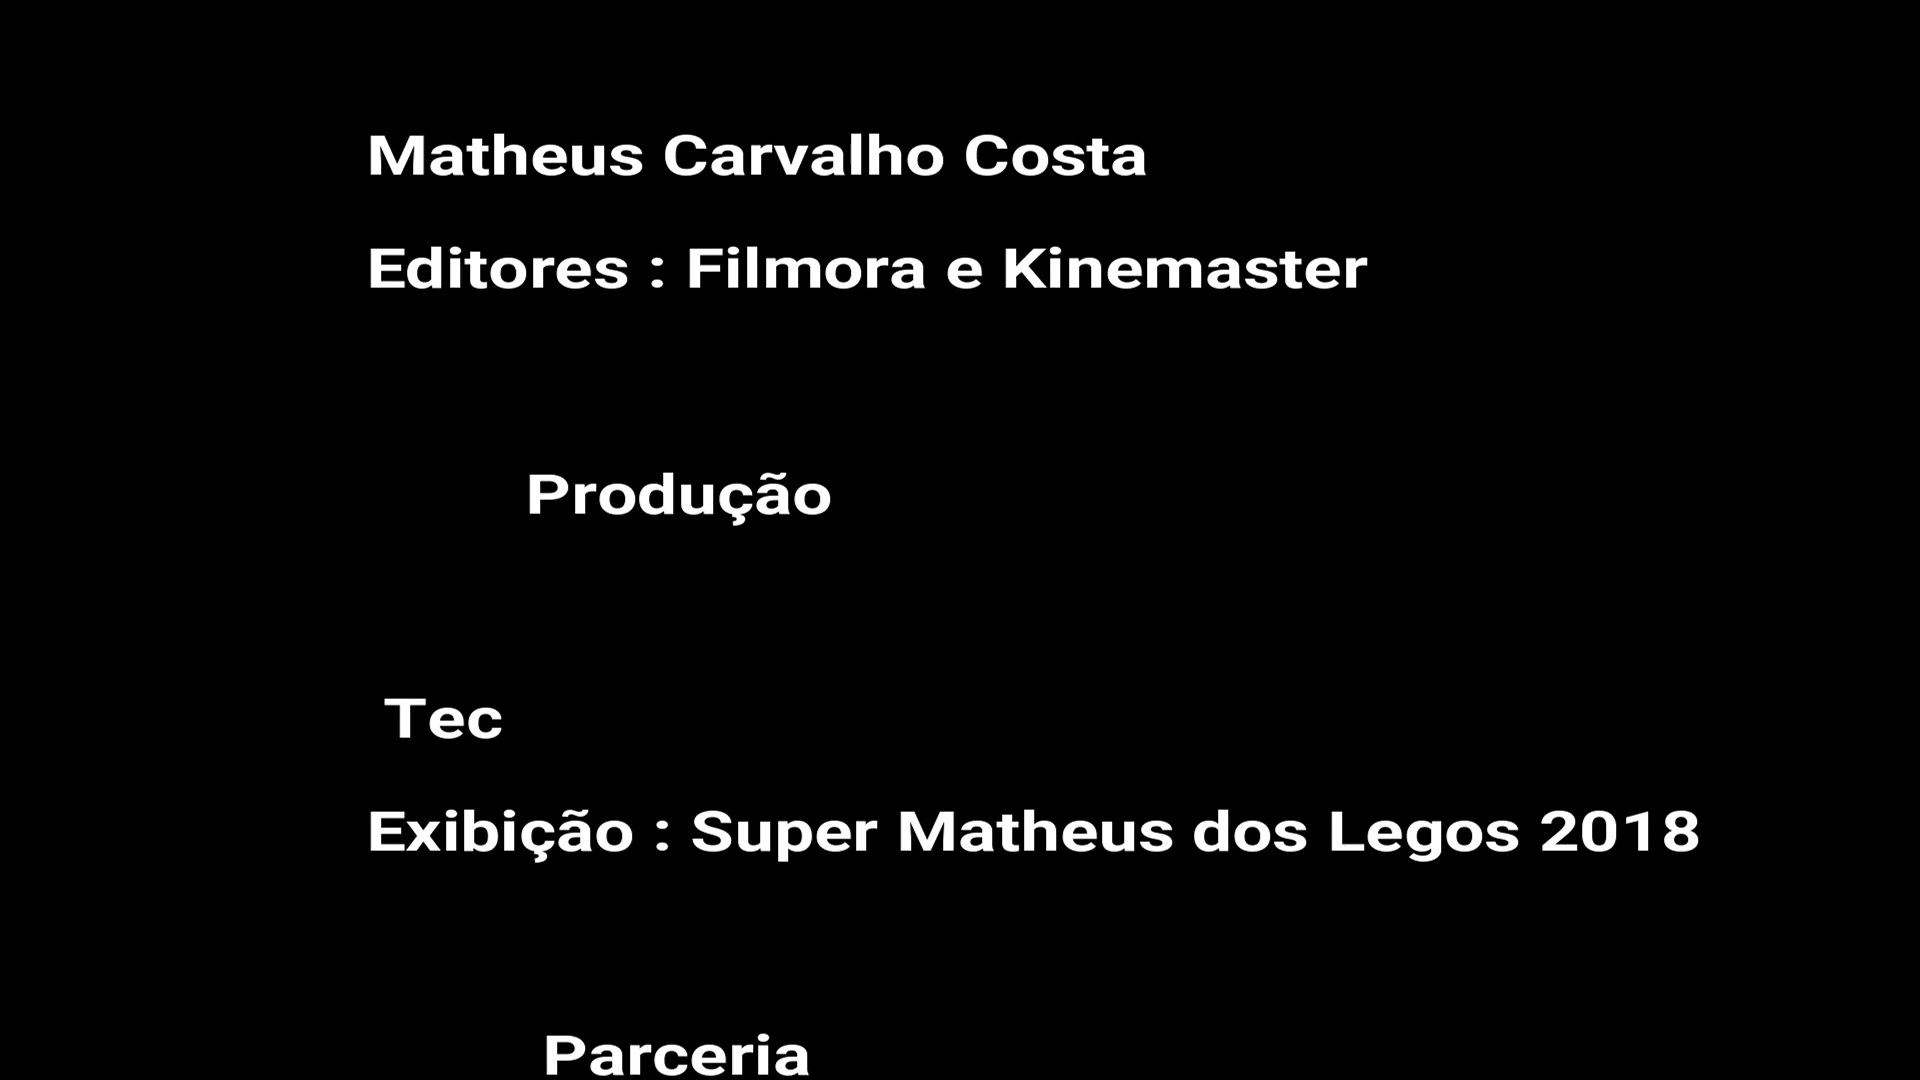 Matheus Carvalho Costa
Editores : Filmora e Kinemaster
Produção
Tec
Exibição : Super Matheus dos Legos 2018
Parceria